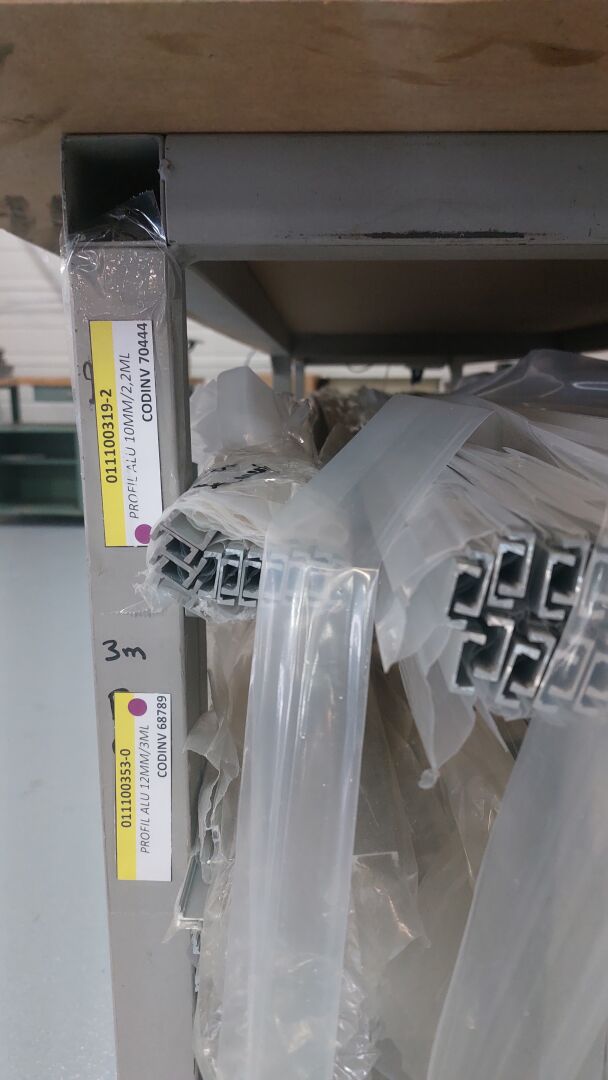 011100319-2
PROFIL ALU 10MM/2,2ML
CODINV 70444
3m
011100353-0
PROFIL ALU 12MM/3ML
CODINV 68789